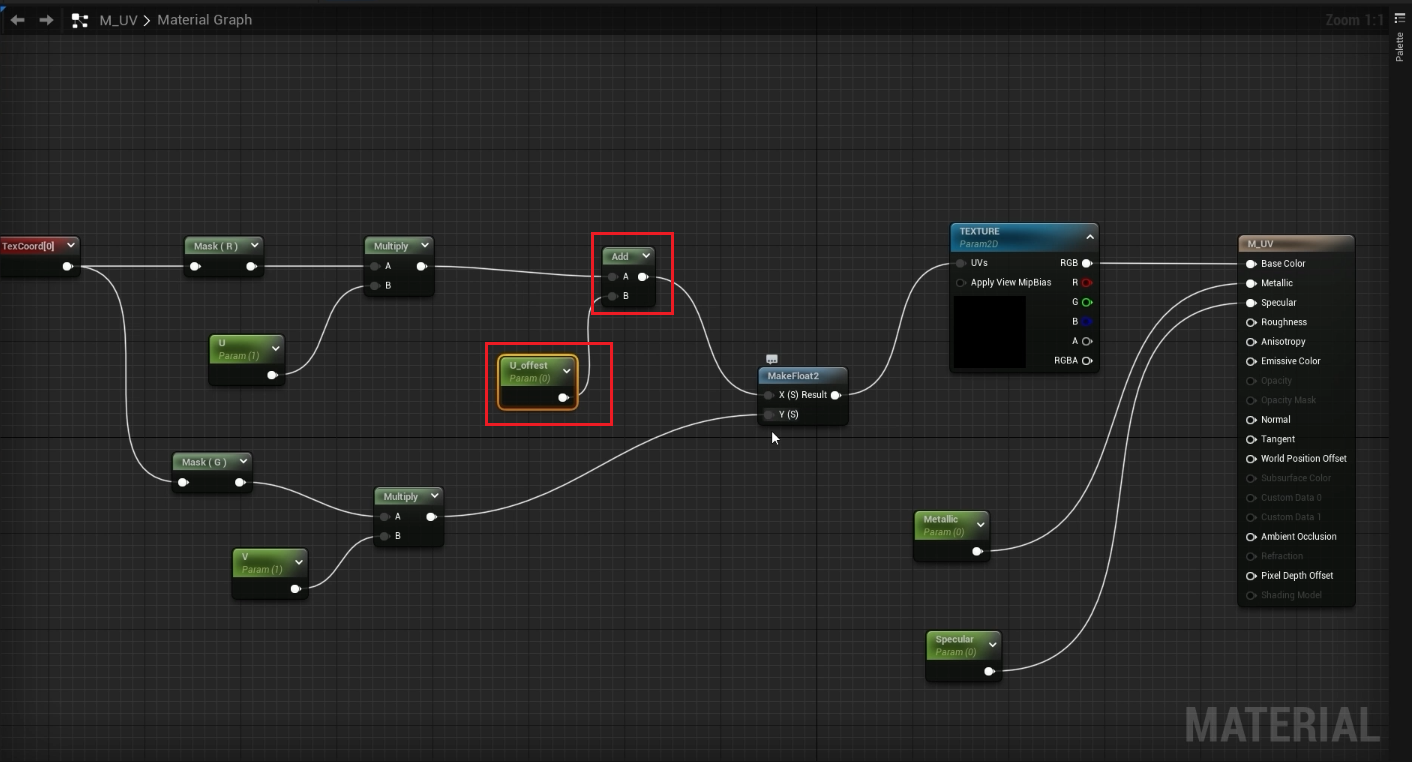 M_UV > Material Graph
Zoom 1:1
Palette
TexCoord[0]
Mask ( R )
Multiply
A
B
U
Param (1)
Add
A
B
U_offest
Param (0)
Mask ( G )
Multiply
A
B
V
Param (1)
MakeFloat2
X (S) Result
Y (S)
TEXTURE
Param2D
UVs RGB
Apply View MipBias R
G
B
A
RGBA
Metallic
Param (0)
Specular
Param (0)
M_UV
Base Color
Metallic
Specular
Roughness
Anisotropy
Emissive Color
Opacity
Opacity Mask
Normal
Tangent
World Position Offset
Subsurface Color
Custom Data 0
Custom Data 1
Ambient Occlusion
Refraction
Pixel Depth Offset
Shading Model
MATERIAL